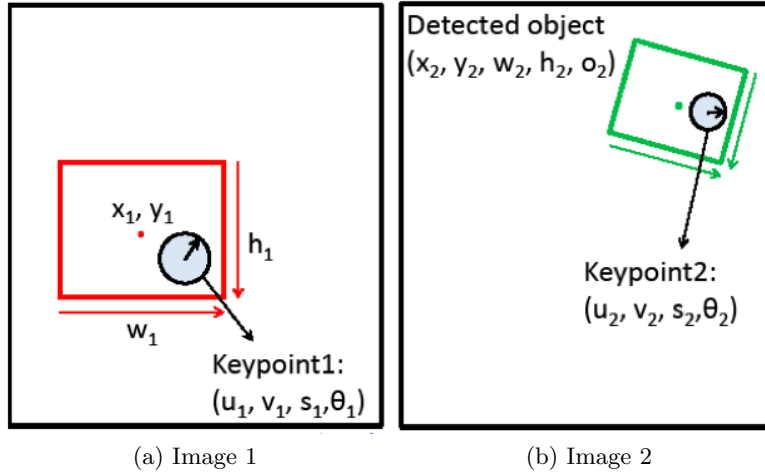 x₁, y₁
h₁
w₁
Keypoint1:
(u₁, v₁, s₁,θ₁)
(a) Image 1
Detected object
(x₂, y₂, w₂, h₂, o₂)
Keypoint2:
(u₂, v₂, s₂,θ₂)
(b) Image 2